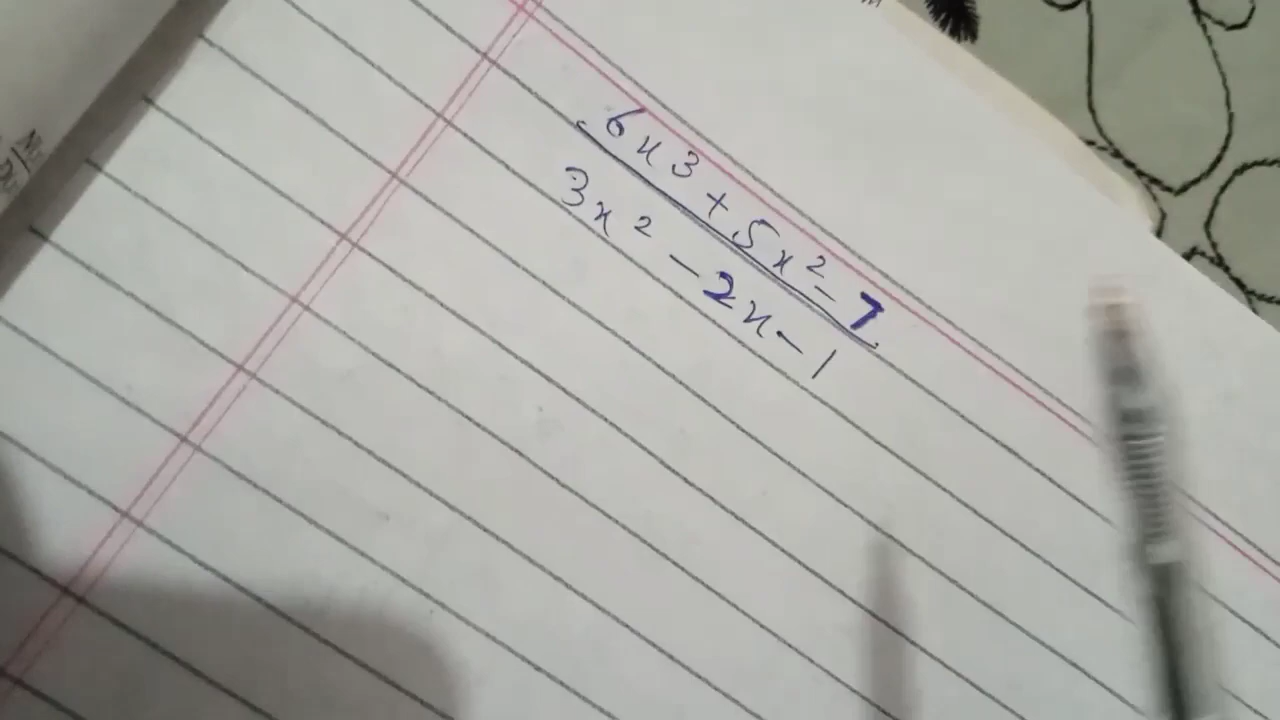 6x³ + 5x² - 7
3x² - 2x - 1